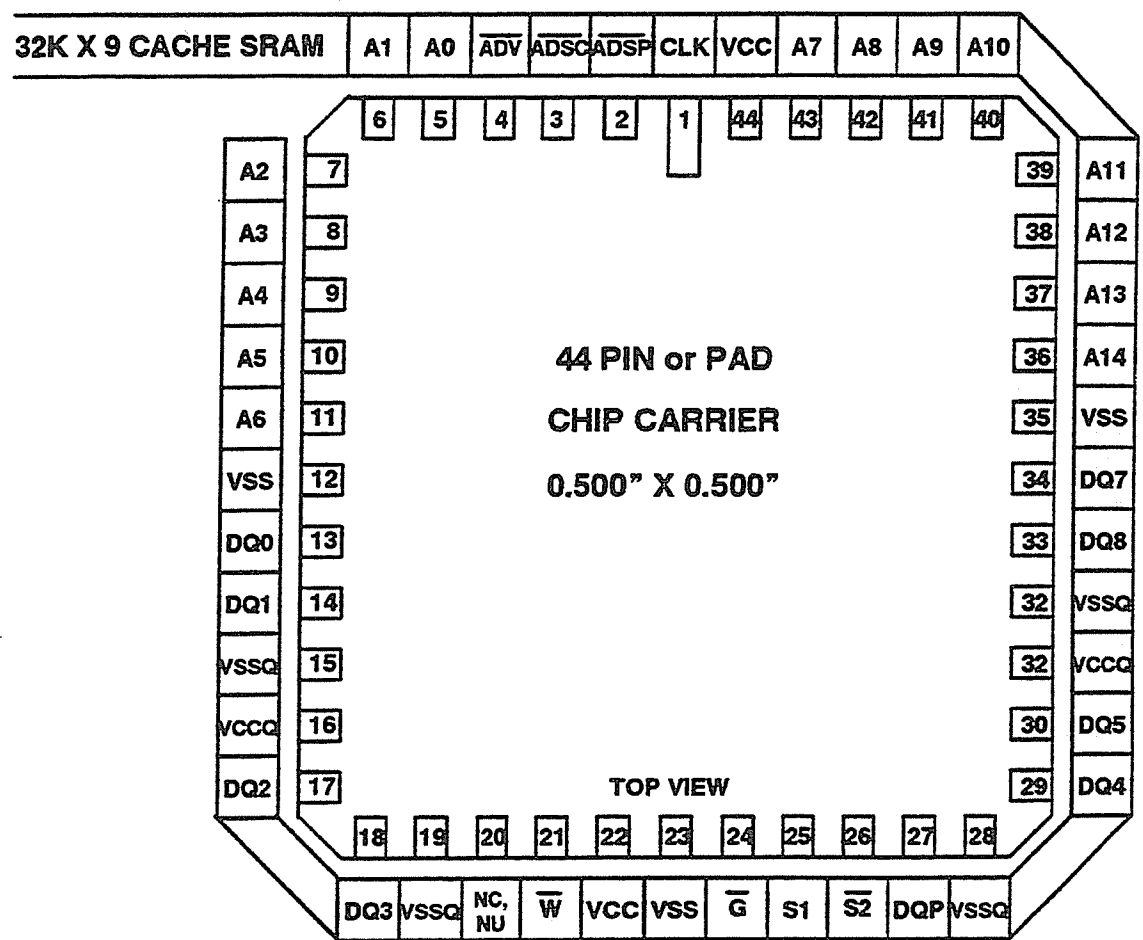 32K X 9 CACHE SRAM A1 A0 A̅D̅V̅ A̅D̅S̅C̅ A̅D̅S̅P̅ CLK VCC A7 A8 A9 A10
6 5 4 3 2 1 44 43 42 41 40
A2 7 39 A11
A3 8 38 A12
A4 9 37 A13
A5 10 44 PIN or PAD 36 A14
A6 11 CHIP CARRIER 35 VSS
VSS 12 0.500” X 0.500” 34 DQ7
DQ0 13 33 DQ8
DQ1 14 32 VSSQ
VSSQ 15 32 VCCQ
VCCQ 16 30 DQ5
DQ2 17 TOP VIEW 29 DQ4
18 19 20 21 22 23 24 25 26 27 28
DQ3 VSSQ NC, NU W̅ VCC VSS G̅ S1 S̅2̅ DQP VSSQ